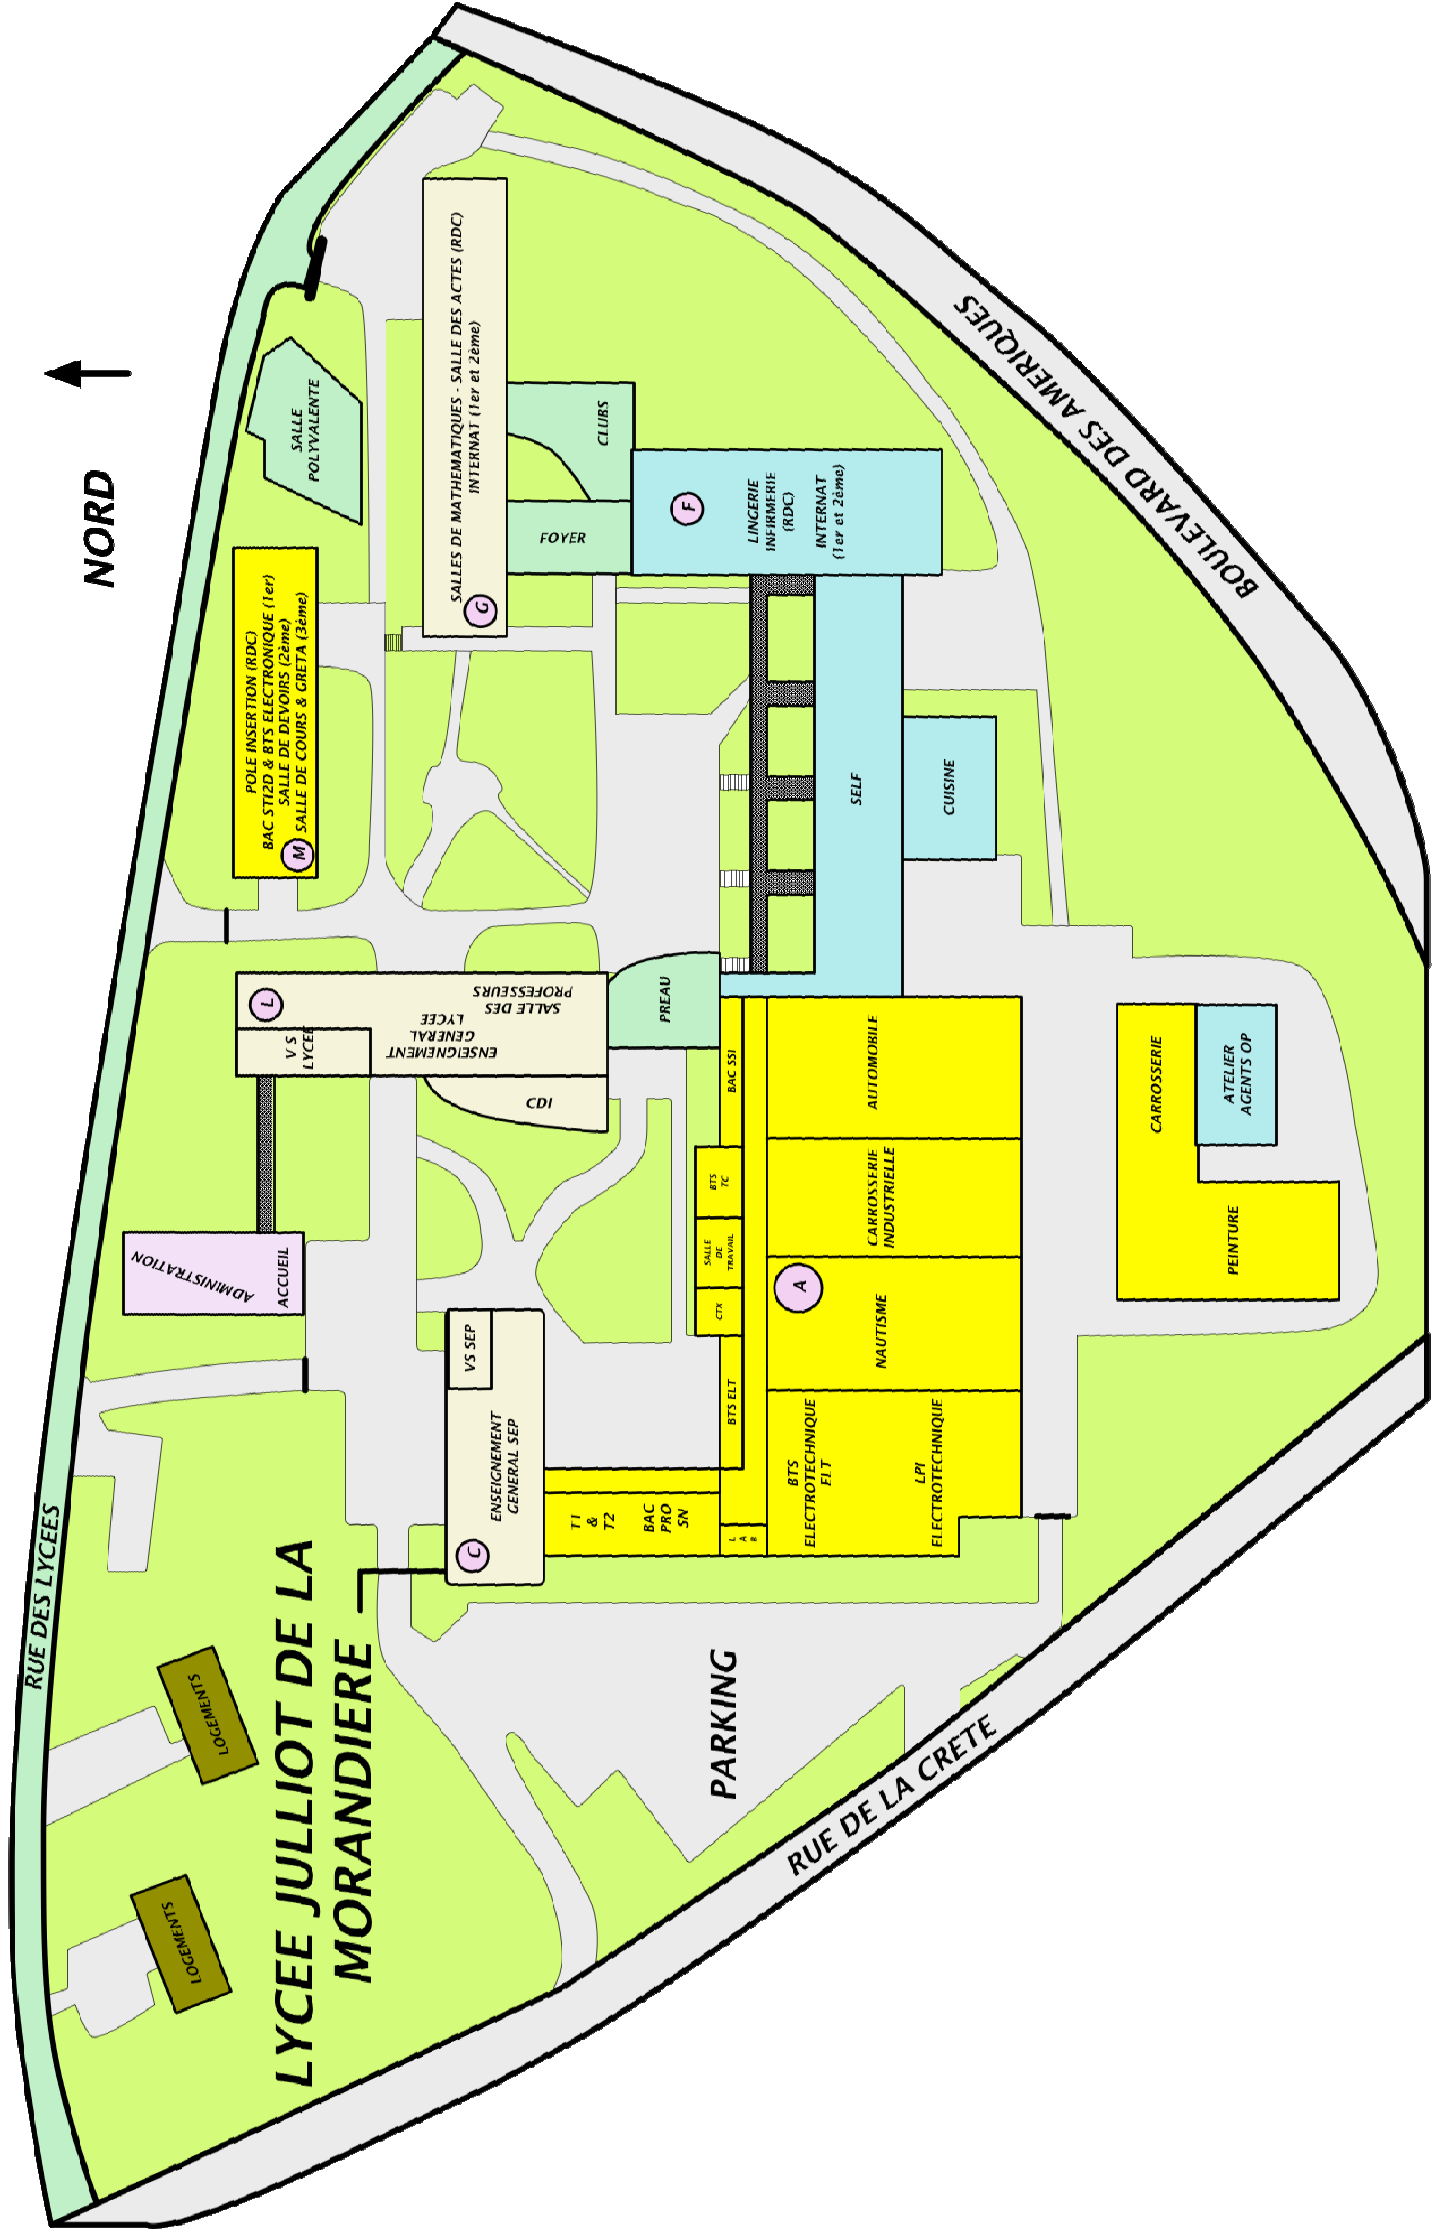 NORD
RUE DES LYCEES
LYCEE JULLIOT DE LA
MORANDIERE
LOGEMENTS
LOGEMENTS
ADMINISTRATION
ACCUEIL
L
V S
LYCEE
ENSEIGNEMENT
GENERAL
LYCEE
SALLE DES
PROFESSEURS
CDI
PREAU
POLE INSERTION (RDC)
BAC STI2D & BTS ELECTRONIQUE (1er)
SALLE DE DEVOIRS (2ème)
SALLE DE COURS & GRETA (3ème)
M
SALLE
POLYVALENTE
SALLES DE MATHEMATIQUES - SALLE DES ACTES (RDC)
INTERNAT (1er et 2ème)
G
FOYER
CLUBS
F
LINGERIE
INFIRMERIE
(RDC)
INTERNAT
(1er et 2ème)
SELF
CUISINE
VS SEP
ENSEIGNEMENT
GENERAL SEP
C
T1
&
T2
BAC
PRO
SN
L
A
B
BTS ELT
CTX
SALLE
DE
TRAVAIL
BTS
TC
BAC SSI
BTS
ELECTROTECHNIQUE
ELT
LPI
ELECTROTECHNIQUE
NAUTISME
A
CARROSSERIE
INDUSTRIELLE
AUTOMOBILE
CARROSSERIE
ATELIER
AGENTS OP
PEINTURE
PARKING
RUE DE LA CRETE
BOULEVARD DES AMERIQUES